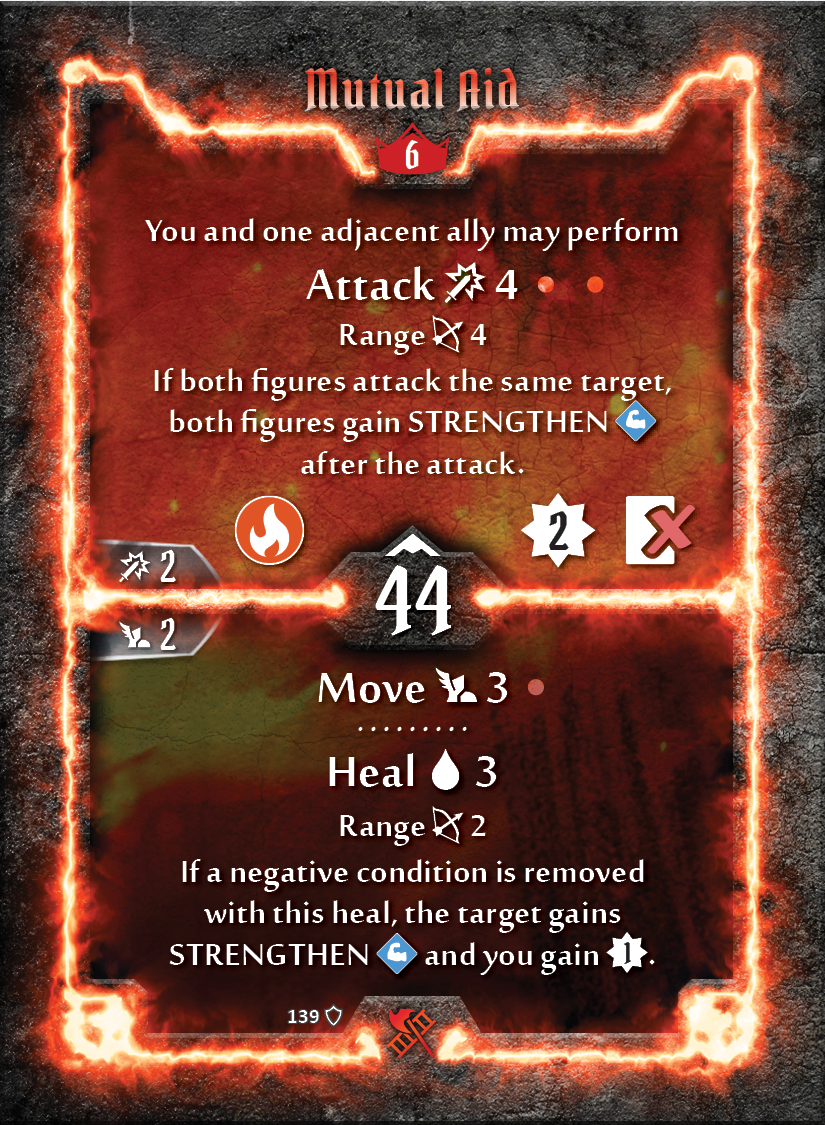 Mutual Aid
6
You and one adjacent ally may perform
Attack 4
Range 4
If both figures attack the same target,
both figures gain STRENGTHEN
after the attack.
2
2
44
2
Move 3
.........
Heal 3
Range 2
If a negative condition is removed
with this heal, the target gains
STRENGTHEN and you gain 1.
139